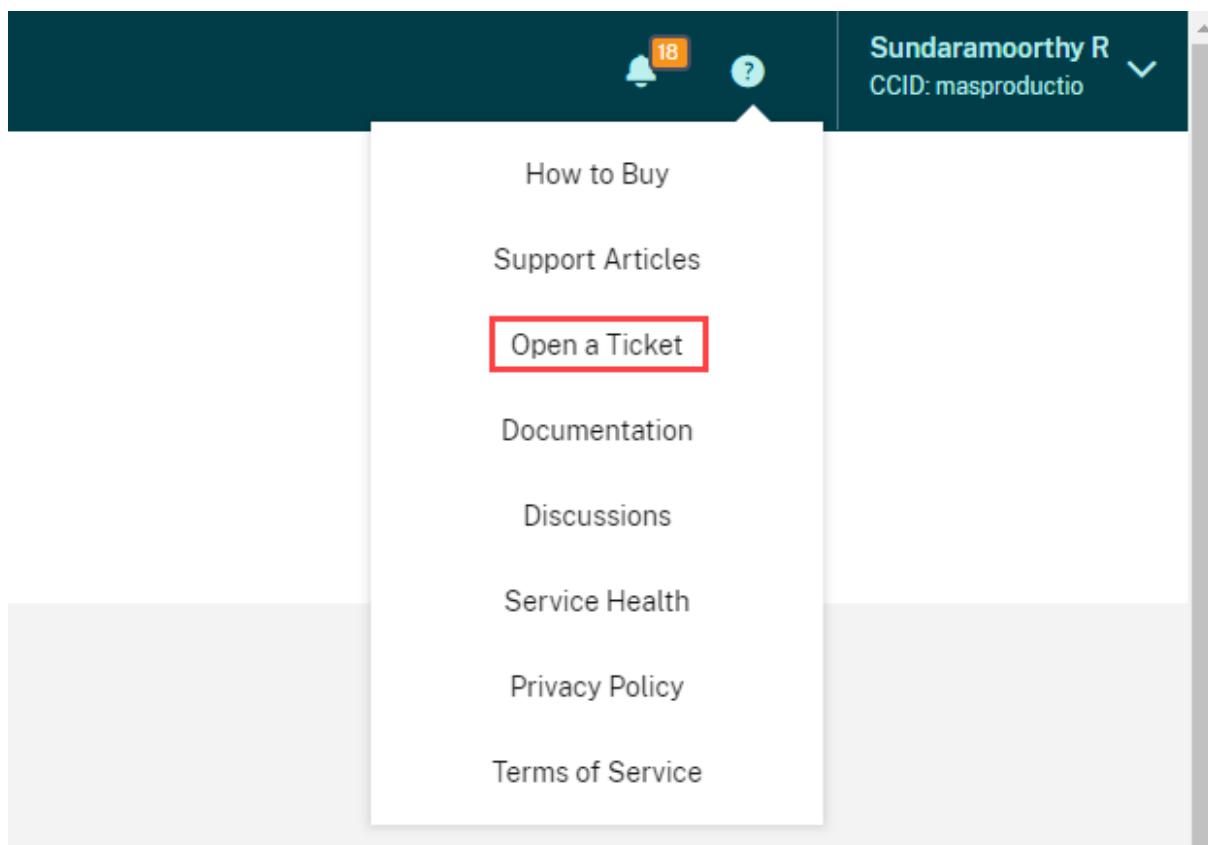 18
?
Sundaramoorthy R
CCID: masproductio
How to Buy
Support Articles
Open a Ticket
Documentation
Discussions
Service Health
Privacy Policy
Terms of Service